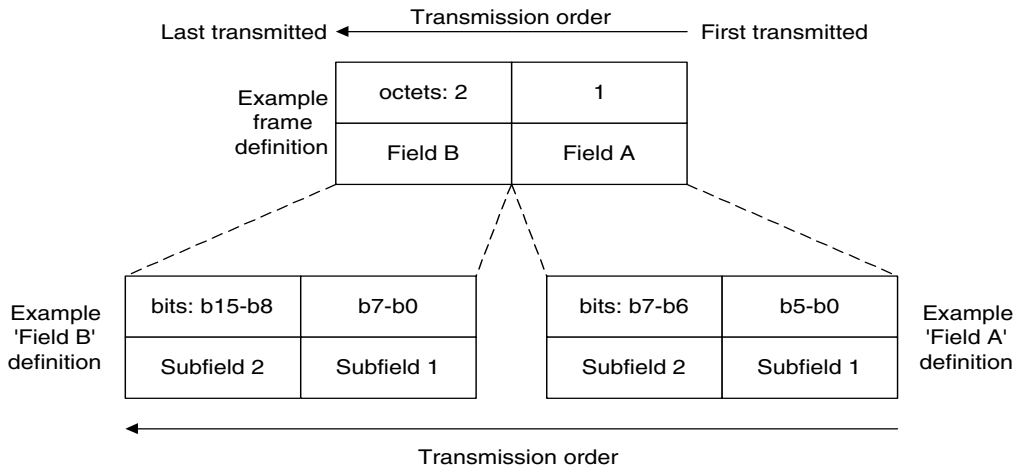 Transmission order
Last transmitted
First transmitted
Example
frame
definition
octets: 2
1
Field B
Field A
Example
'Field B'
definition
bits: b15-b8
b7-b0
Subfield 2
Subfield 1
bits: b7-b6
b5-b0
Subfield 2
Subfield 1
Example
'Field A'
definition
Transmission order